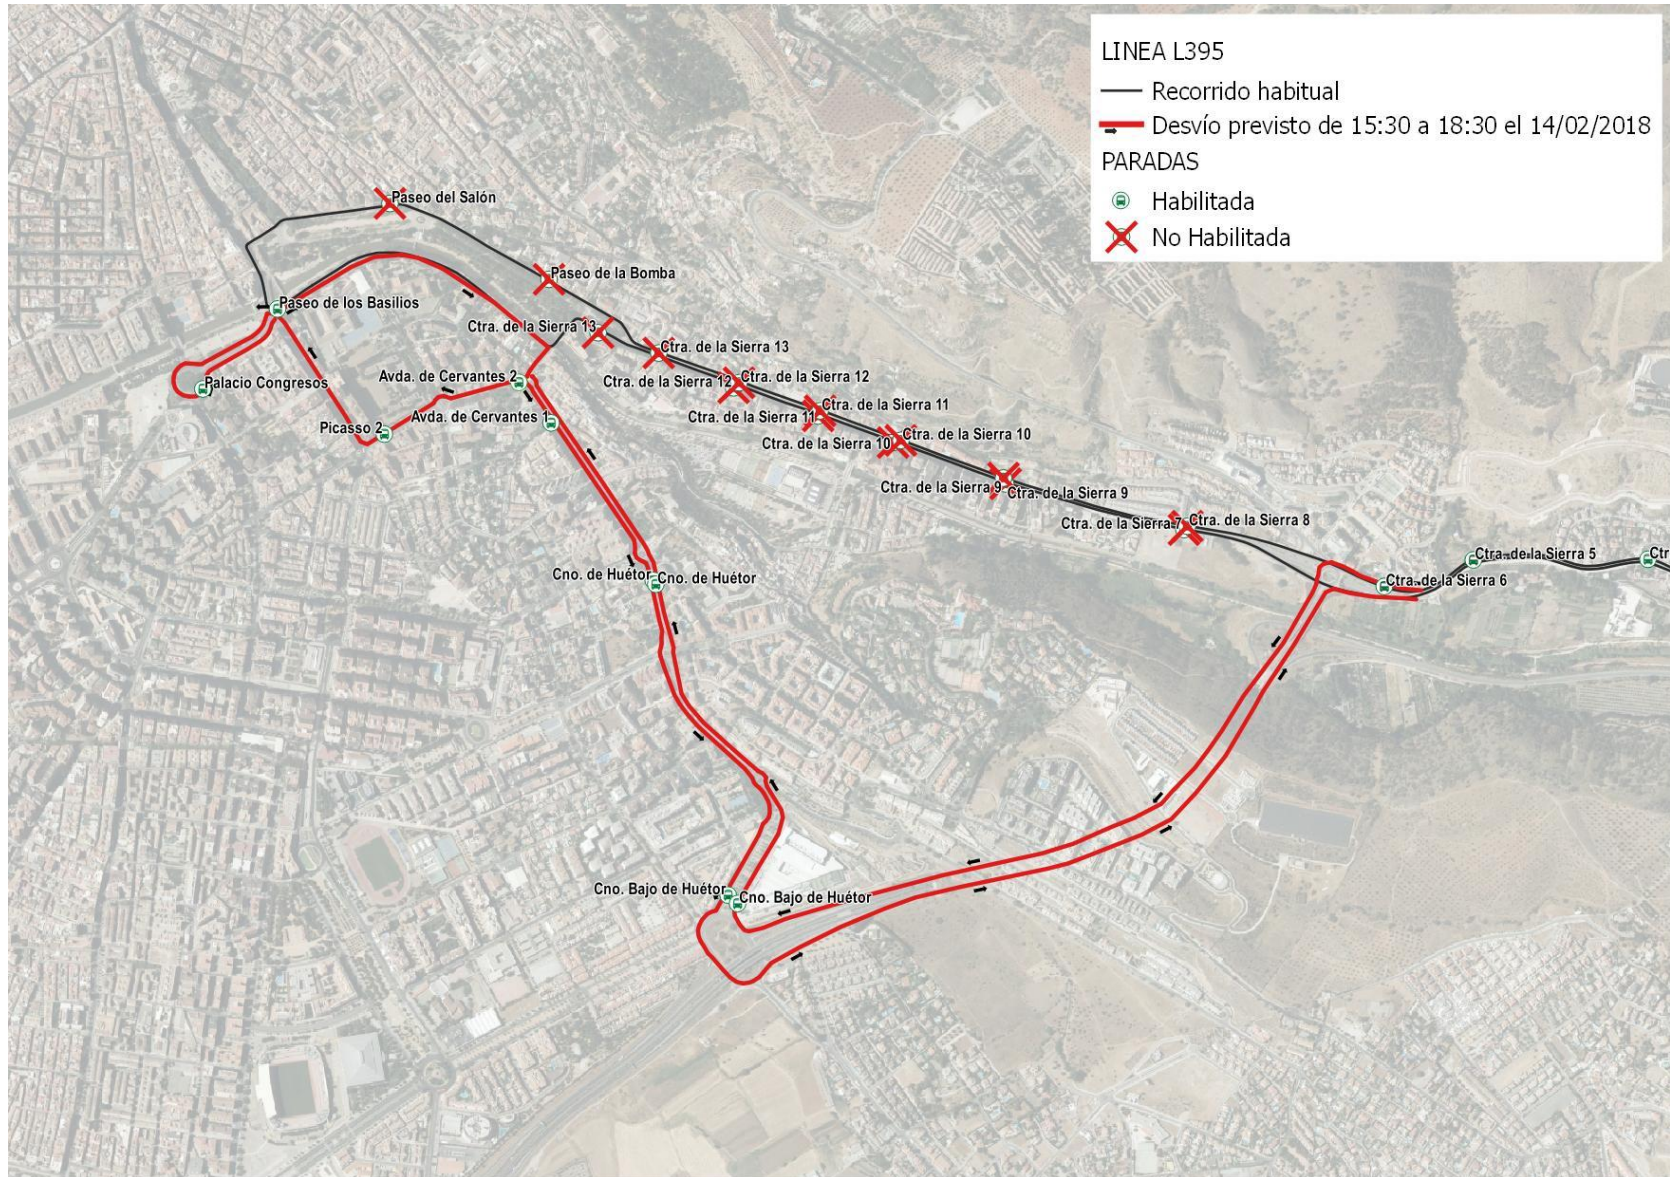 LINEA L395
Recorrido habitual
Desvío previsto de 15:30 a 18:30 el 14/02/2018
PARADAS
Habilitada
No Habilitada
Paseo del Salón
Paseo de la Bomba
Paseo de los Basilios
Ctra. de la Sierra 13
Ctra. de la Sierra 13
Palacio Congresos
Avda. de Cervantes 2
Ctra. de la Sierra 12
Ctra. de la Sierra 12
Picasso 2
Avda. de Cervantes 1
Ctra. de la Sierra 11
Ctra. de la Sierra 11
Ctra. de la Sierra 10
Ctra. de la Sierra 10
Ctra. de la Sierra 9
Ctra. de la Sierra 9
Ctra. de la Sierra 7
Ctra. de la Sierra 8
Ctra. de la Sierra 5
Ctr
Cno. de Huétor
Cno. de Huétor
Ctra. de la Sierra 6
Cno. Bajo de Huétor
Cno. Bajo de Huétor